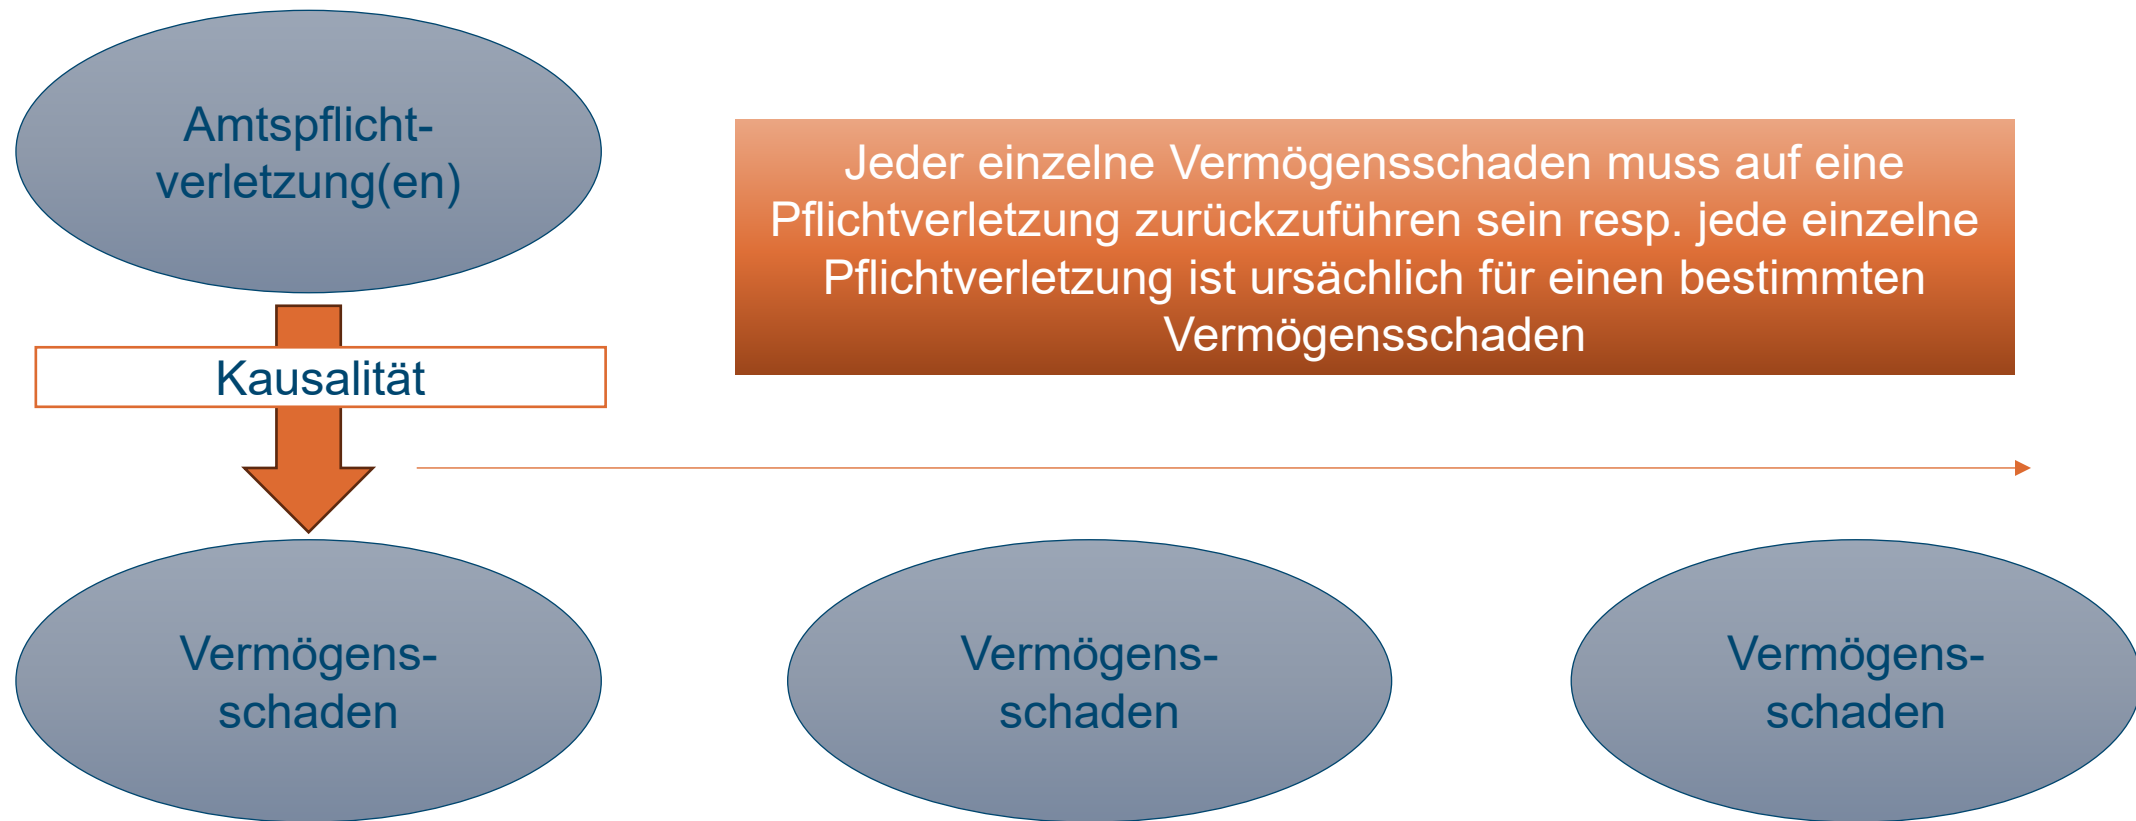 Amtspflicht-
verletzung(en)
Jeder einzelne Vermögensschaden muss auf eine
Pflichtverletzung zurückzuführen sein resp. jede einzelne
Pflichtverletzung ist ursächlich für einen bestimmten
Vermögensschaden
Kausalität
Vermögens-
schaden
Vermögens-
schaden
Vermögens-
schaden